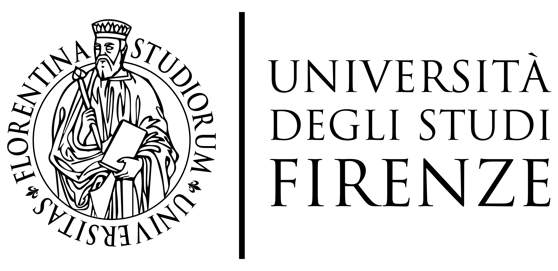 FLORENTINA STUDIORUM UNIVERSITAS
UNIVERSITÀ
DEGLI STUDI
FIRENZE